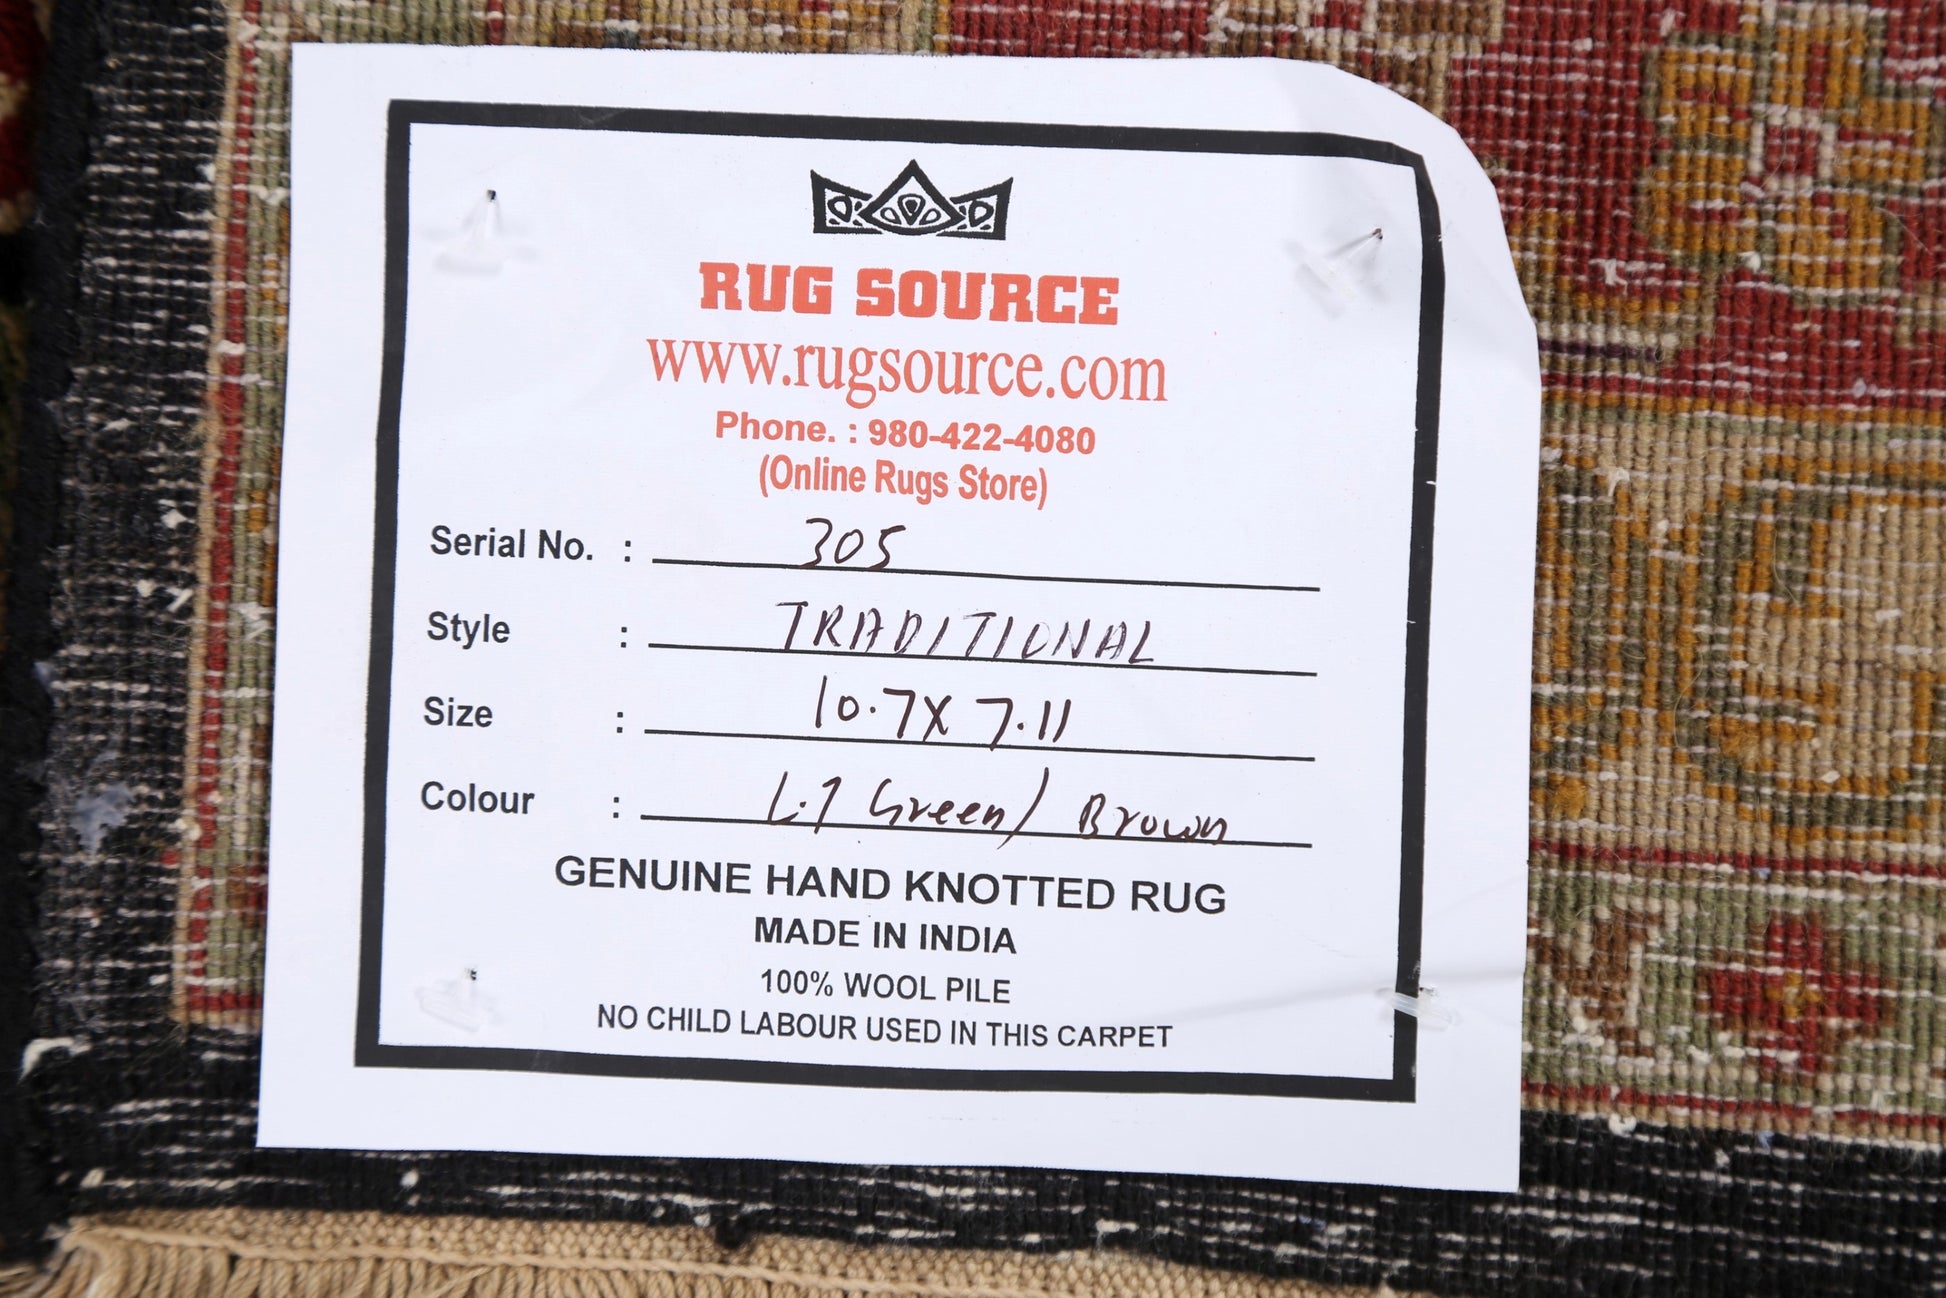 RUG SOURCE
www.rugsource.com
Phone. : 980-422-4080
(Online Rugs Store)
Serial No. : 305
Style : TRADITIONAL
Size : 10.7X 7.11
Colour : L.T Green/ Brown
GENUINE HAND KNOTTED RUG
MADE IN INDIA
100% WOOL PILE
NO CHILD LABOUR USED IN THIS CARPET